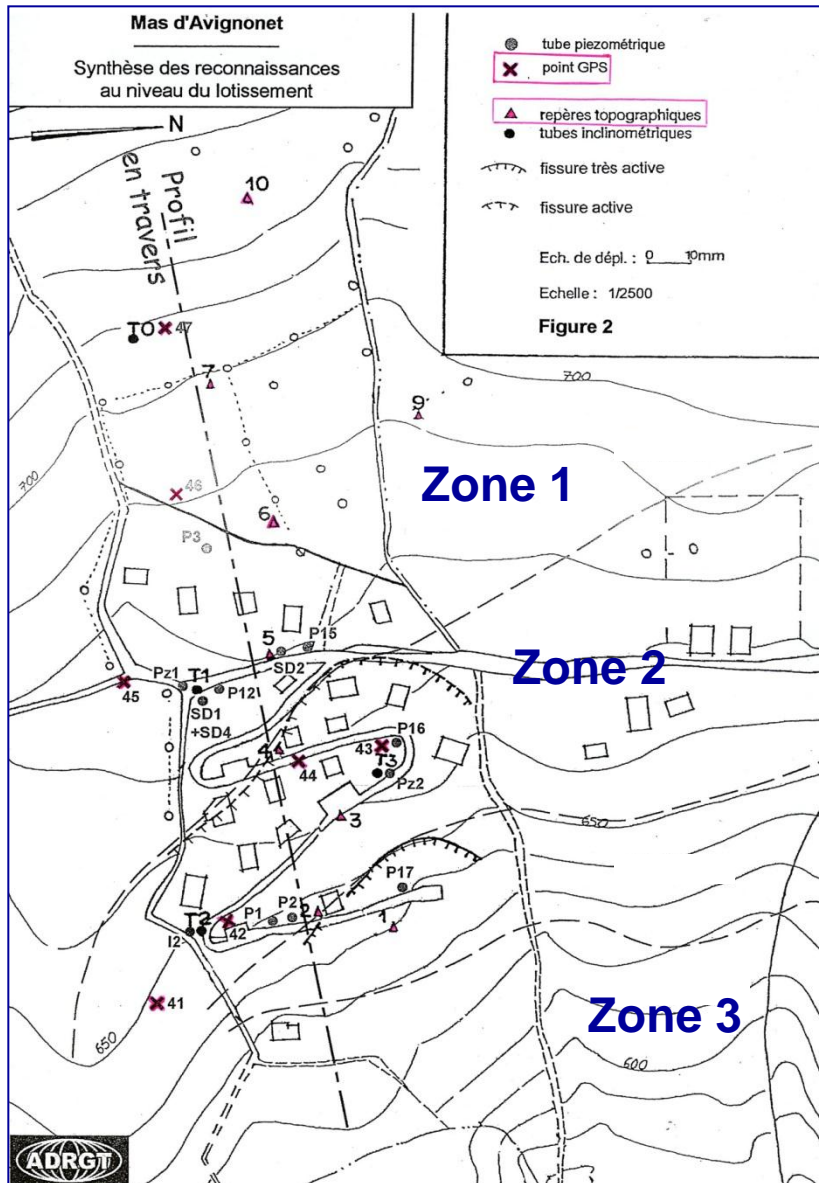 Mas d'Avignonet
Synthèse des reconnaissances
au niveau du lotissement
tube piezométrique
point GPS
repères topographiques
tubes inclinométriques
fissure très active
fissure active
Ech. de dépl. : 0 10mm
Echelle : 1/2500
Figure 2
N
10
Profil
en travers
T0
47
7
9
700
Zone 1
700
46
6
P3
5
P15
SD2
Zone 2
Pz1
T1
P12
45
SD1
+SD4
P16
43
4
44
T3
Pz2
3
650
P17
T2
P1
P2
2
1
I2
42
41
Zone 3
650
600
ADRGT